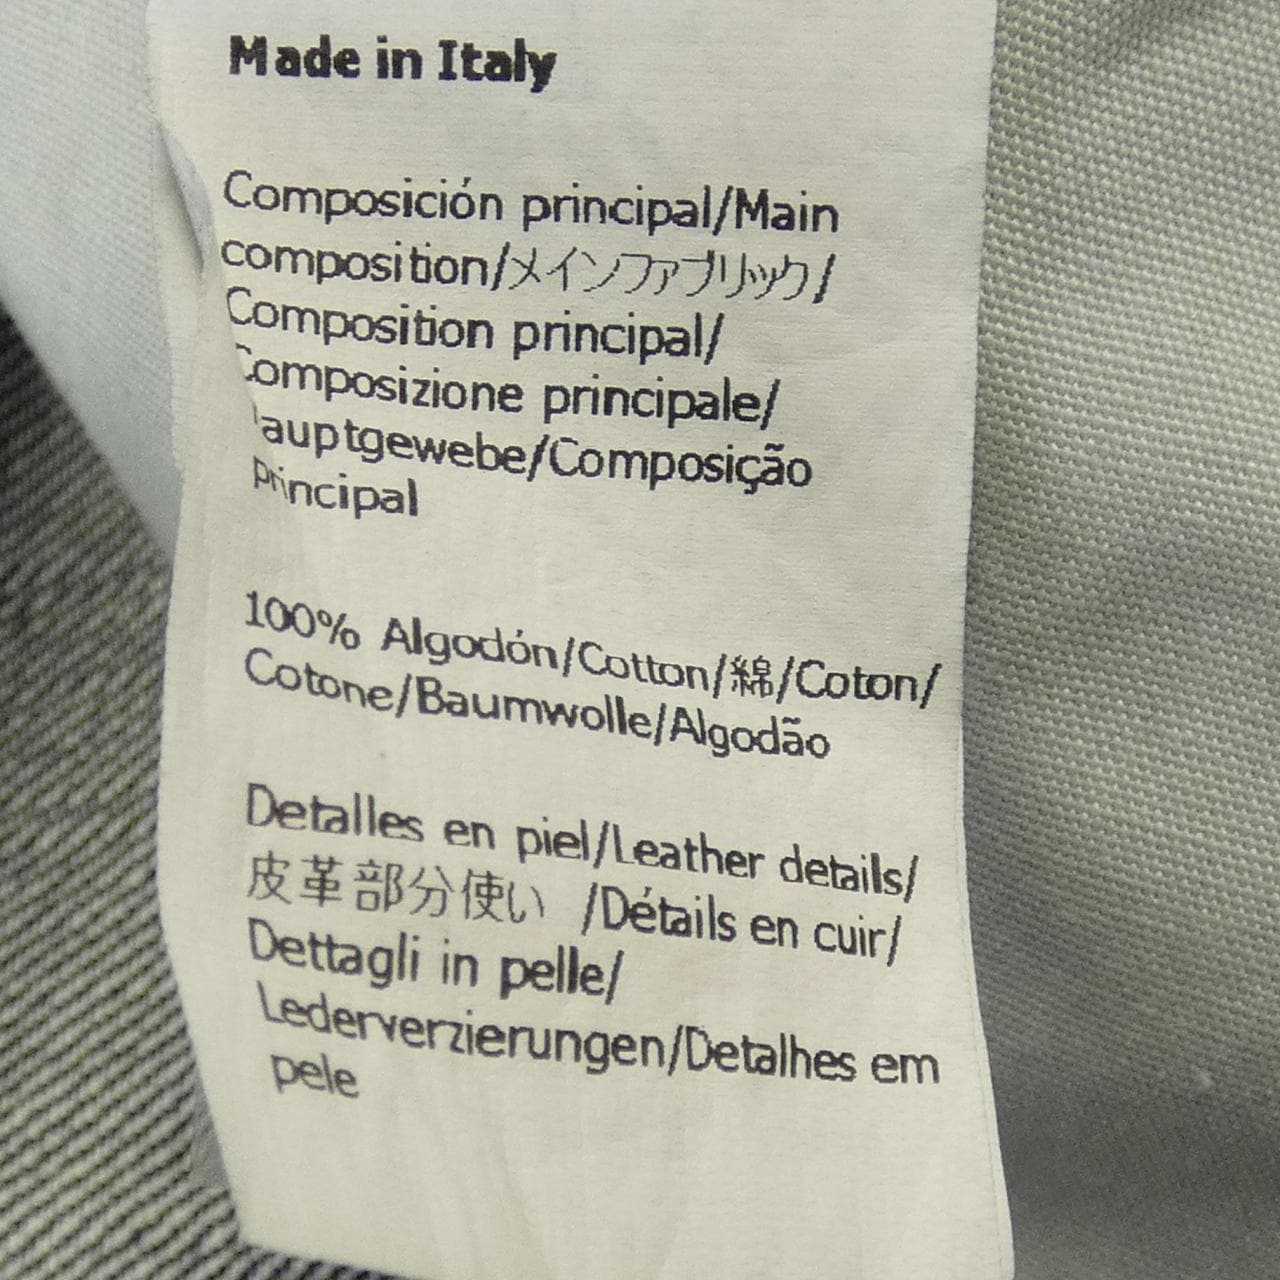 Made in Italy
Composición principal/Main
composition/メインファブリック/
Composition principal/
Composizione principale/
Hauptgewebe/Composição
principal
100% Algodón/Cotton/綿/Coton/
Cotone/Baumwolle/Algodão
Detalles en piel/Leather details/
皮革部分使い /Détails en cuir/
Dettagli in pelle/
Lederverzierungen/Detalhes em
pele